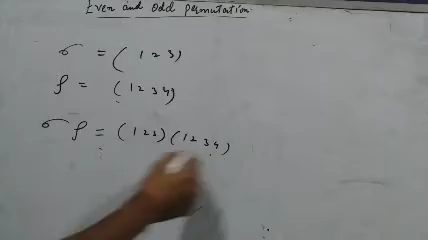 Even and odd permutation
σ = ( 1 2 3)
ρ = ( 1 2 3 4)
σ ρ = ( 1 2 3) ( 1 2 3 4 )